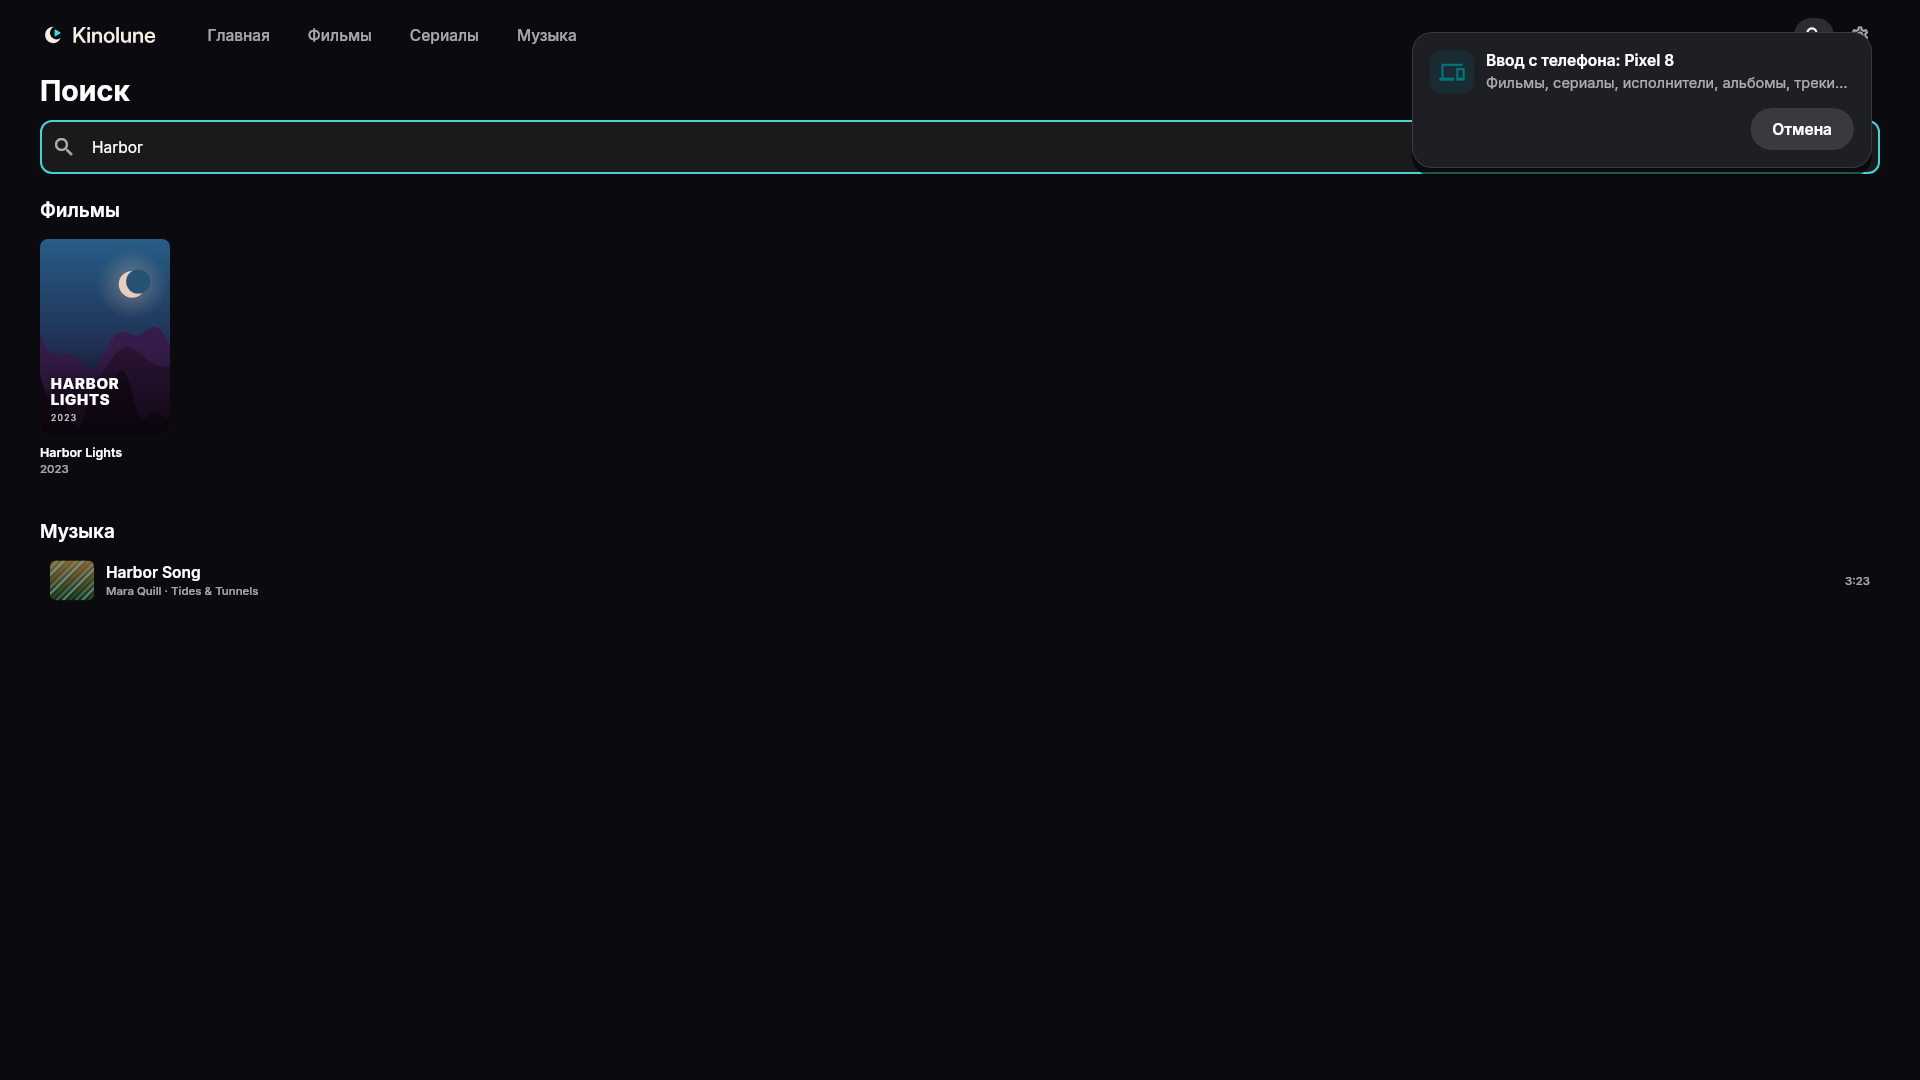 Kinolune
Главная
Фильмы
Сериалы
Музыка
Ввод с телефона: Pixel 8
Фильмы, сериалы, исполнители, альбомы, треки...
Отмена
Поиск
Harbor
Фильмы
HARBOR
LIGHTS
2023
Harbor Lights
2023
Музыка
Harbor Song
Mara Quill · Tides & Tunnels
3:23